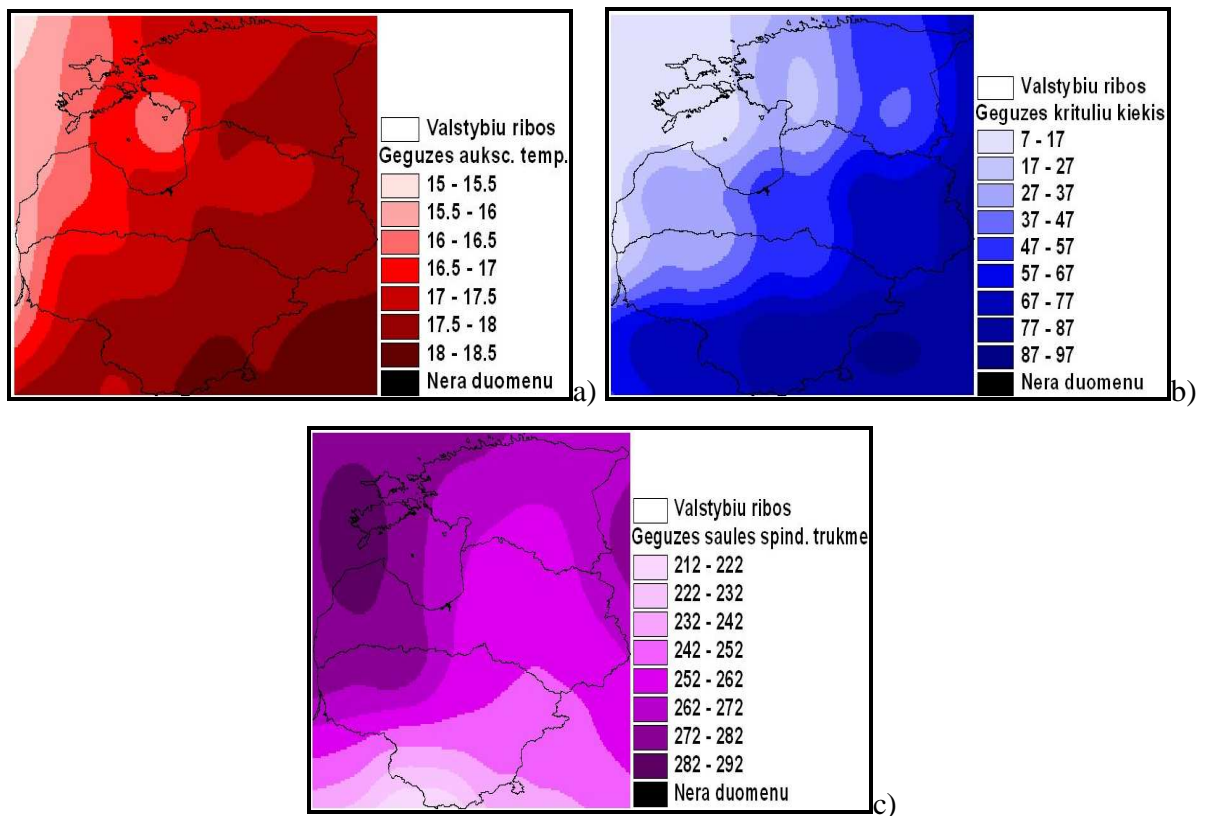 Valstybiu ribos
Geguzes auksc. temp.
15 - 15.5
15.5 - 16
16 - 16.5
16.5 - 17
17 - 17.5
17.5 - 18
18 - 18.5
Nera duomenu
a)
Valstybiu ribos
Geguzes krituliu kiekis
7 - 17
17 - 27
27 - 37
37 - 47
47 - 57
57 - 67
67 - 77
77 - 87
87 - 97
Nera duomenu
b)
Valstybiu ribos
Geguzes saules spind. trukme
212 - 222
222 - 232
232 - 242
242 - 252
252 - 262
262 - 272
272 - 282
282 - 292
Nera duomenu
c)